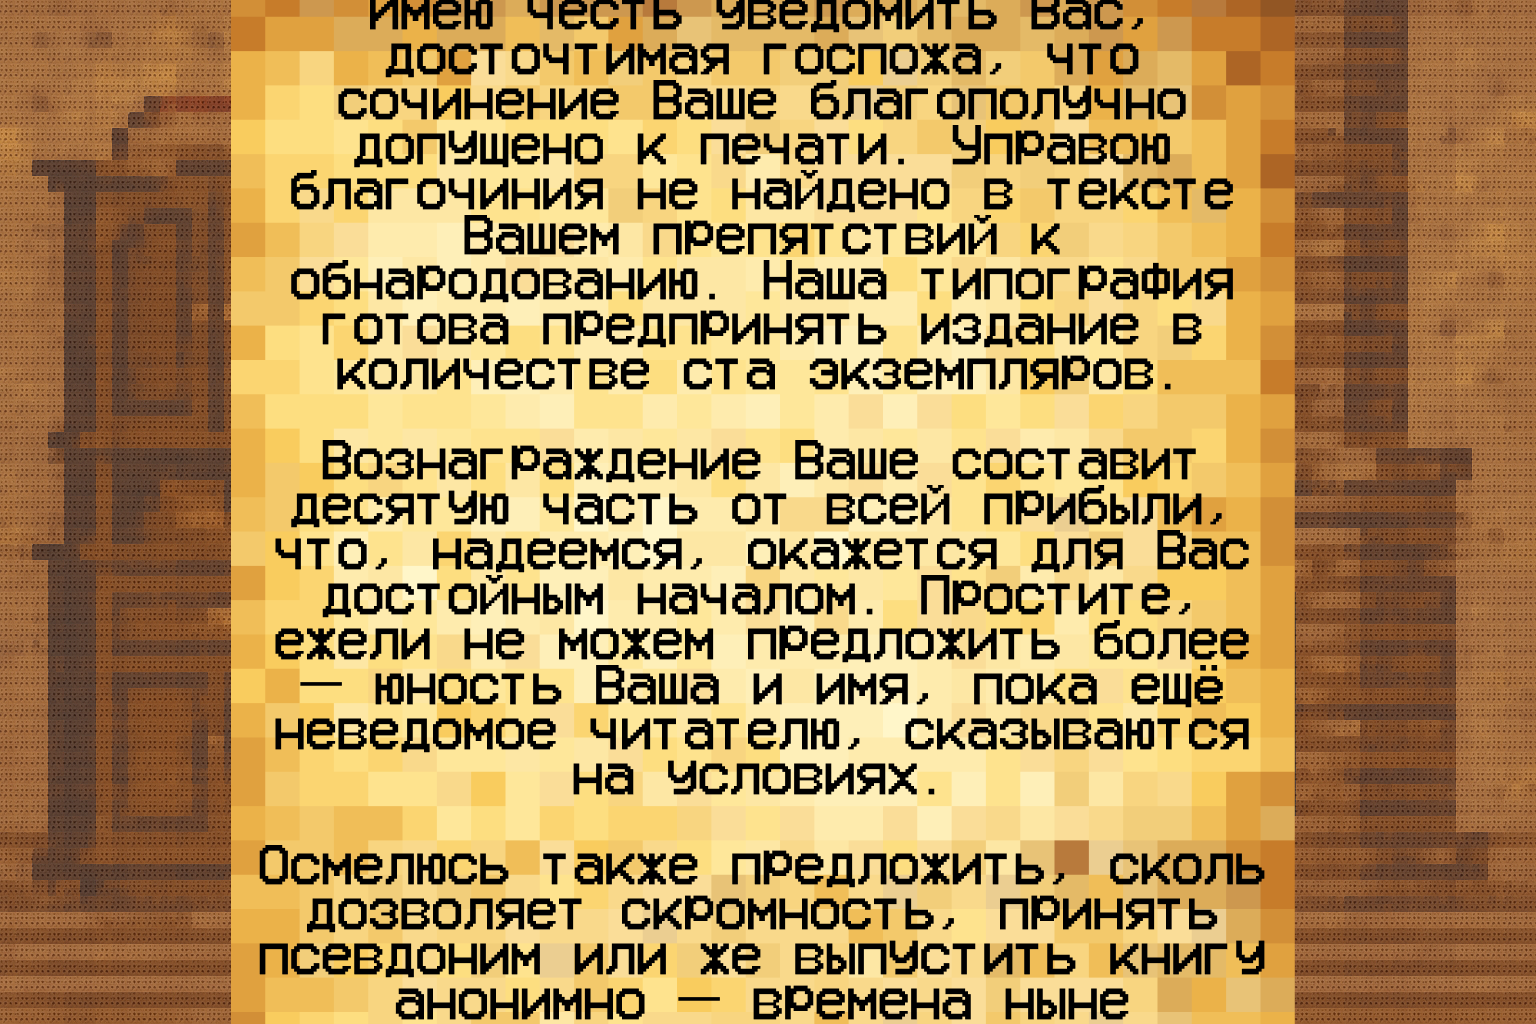 имею честь уведомить Вас,
досточтимая госпожа, что
сочинение Ваше благополучно
допущено к печати. Управою
благочиния не найдено в тексте
Вашем препятствий к
обнародованию. Наша типография
готова предпринять издание в
количестве ста экземпляров.
Вознаграждение Ваше составит
десятую часть от всей прибыли,
что, надеемся, окажется для Вас
достойным началом. Простите,
ежели не можем предложить более
— юность Ваша и имя, пока ещё
неведомое читателю, сказываются
на условиях.
Осмелюсь также предложить, сколь
дозволяет скромность, принять
псевдоним или же выпустить книгу
анонимно — времена ныне